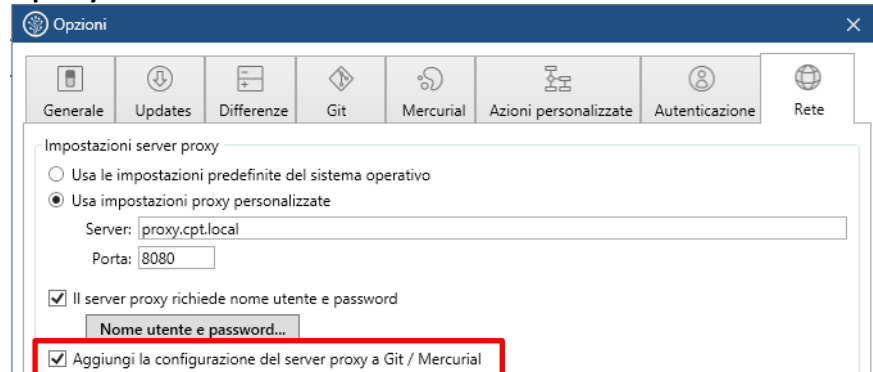 Opzioni
Generale Updates Differenze Git Mercurial Azioni personalizzate Autenticazione Rete
Impostazioni server proxy
Usa le impostazioni predefinite del sistema operativo
Usa impostazioni proxy personalizzate
Server: proxy.cpt.local
Porta: 8080
Il server proxy richiede nome utente e password
Nome utente e password...
Aggiungi la configurazione del server proxy a Git / Mercurial